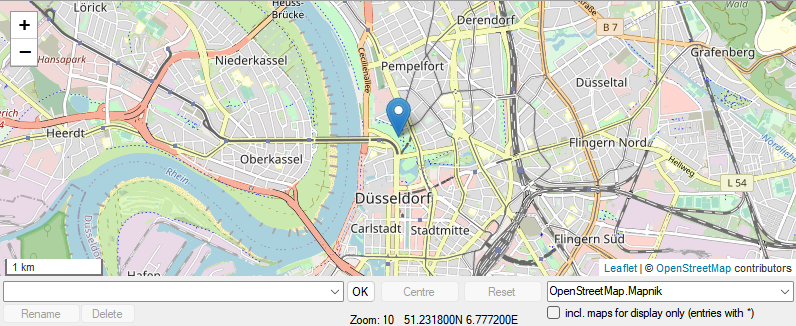 Lörick
Heuss-
Brücke
Derendorf
B 7
Wald
+
−
Hansapark
Niederkassel
Cecilienallee
Pempelfort
Grafenberg
Düsseltal
Heerdt
Oberkassel
Flingern Nord
Hellweg
Rhein
L 54
Düsseldorf
Carlstadt
Stadtmitte
Flingern Süd
Hafen
1 km
Leaflet | © OpenStreetMap contributors
OK
Centre
Reset
OpenStreetMap.Mapnik
Rename
Delete
Zoom: 10 51.231800N 6.777200E
incl. maps for display only (entries with *)